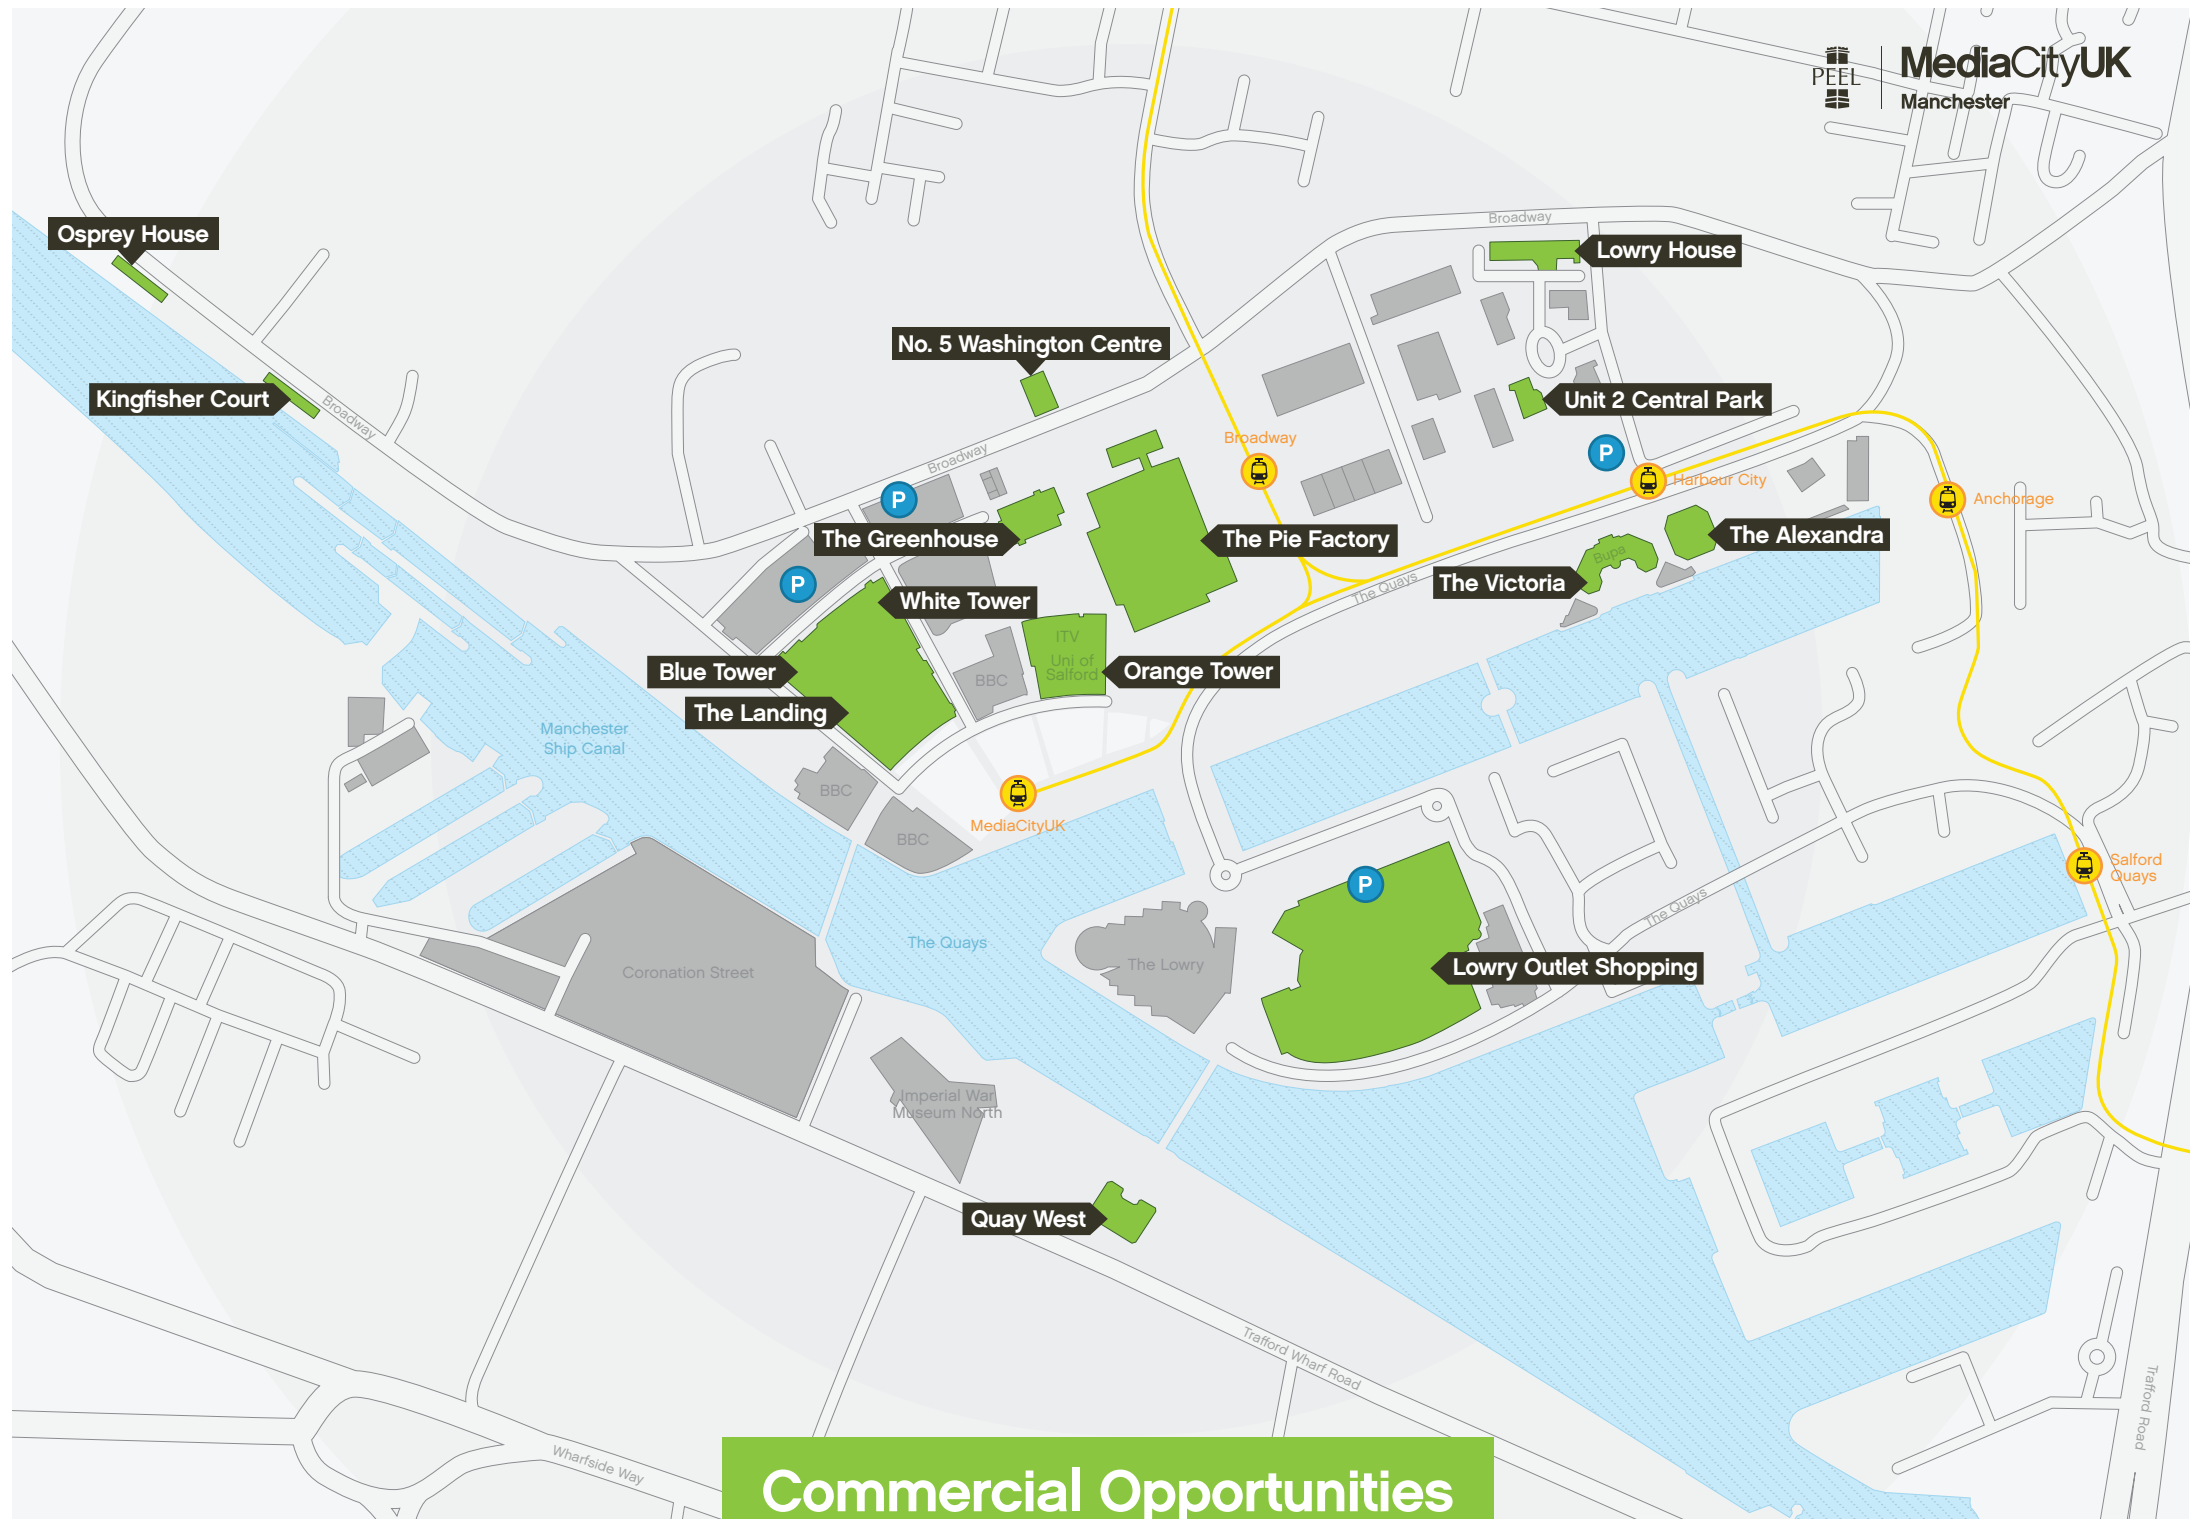 PEEL
MediaCityUK
Manchester
Broadway
Osprey House
Lowry House
No. 5 Washington Centre
Kingfisher Court
Broadway
Unit 2 Central Park
Broadway
Broadway
P
Harbour City
P
Anchorage
The Greenhouse
The Pie Factory
The Alexandra
Bupa
P
The Victoria
The Quays
White Tower
ITV
Uni of
Salford
Blue Tower
BBC
Orange Tower
The Landing
Manchester
Ship Canal
BBC
MediaCityUK
BBC
Salford
Quays
P
The Quays
The Quays
The Lowry
Lowry Outlet Shopping
Coronation Street
Imperial War
Museum North
Quay West
Trafford Wharf Road
Trafford Road
Wharfside Way
Commercial Opportunities